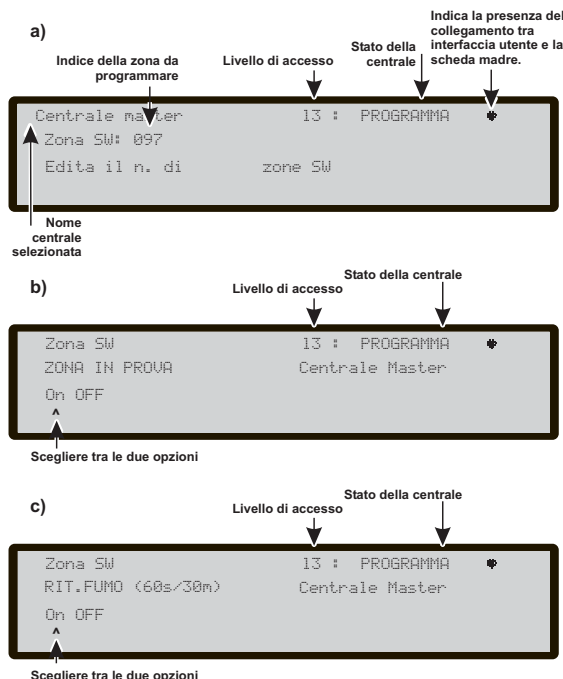 a)
Indice della zona da
programmare
Livello di accesso
Stato della
centrale
Indica la presenza del
collegamento tra
interfaccia utente e la
scheda madre.
Centrale master 13 : PROGRAMMA
Zona SW: 097
Edita il n. di zone SW
Nome
centrale
selezionata
b)
Livello di accesso
Stato della centrale
Zona SW 13 : PROGRAMMA
ZONA IN PROVA Centrale Master
On OFF
^
Scegliere tra le due opzioni
c)
Livello di accesso
Stato della centrale
Zona SW 13 : PROGRAMMA
RIT.FUMO (60s/30m) Centrale Master
On OFF
^
Scegliere tra le due opzioni